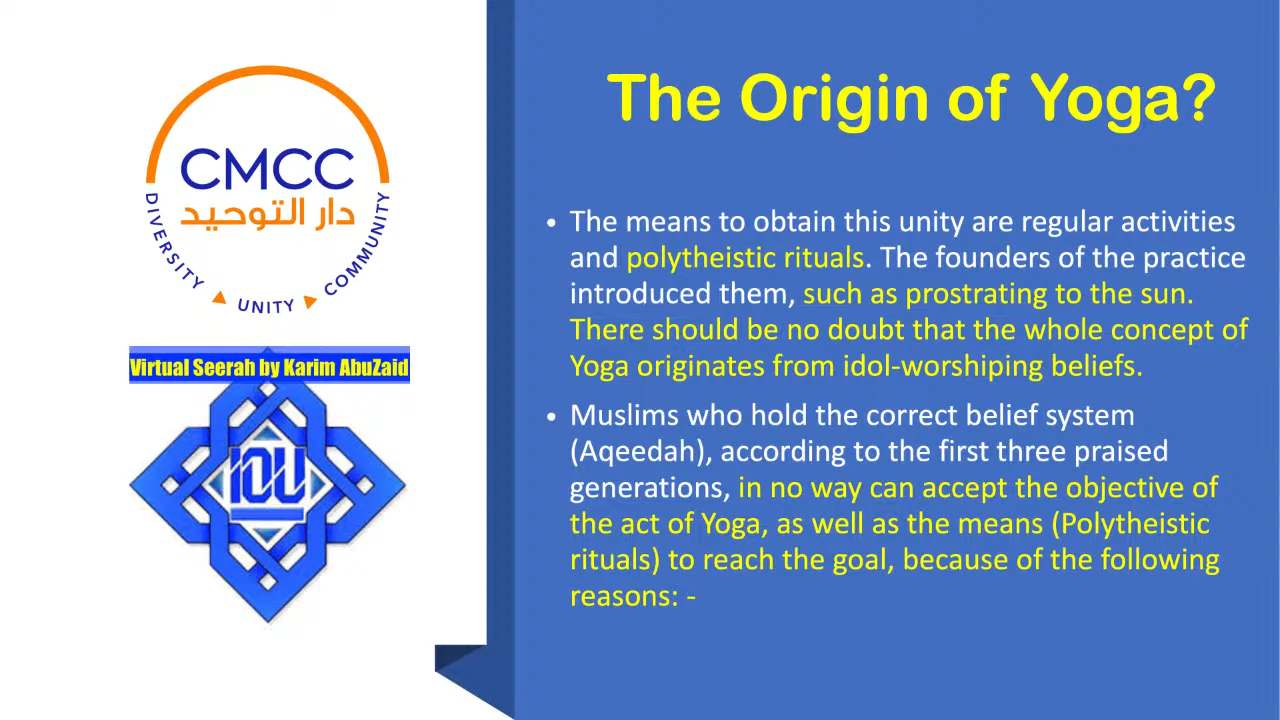 CMCC
دار التوحيد
DIVERSITY UNITY COMMUNITY
Virtual Seerah by Karim AbuZaid
IOU
The Origin of Yoga?
• The means to obtain this unity are regular activities
and polytheistic rituals. The founders of the practice
introduced them, such as prostrating to the sun.
There should be no doubt that the whole concept of
Yoga originates from idol-worshiping beliefs.
• Muslims who hold the correct belief system
(Aqeedah), according to the first three praised
generations, in no way can accept the objective of
the act of Yoga, as well as the means (Polytheistic
rituals) to reach the goal, because of the following
reasons: -